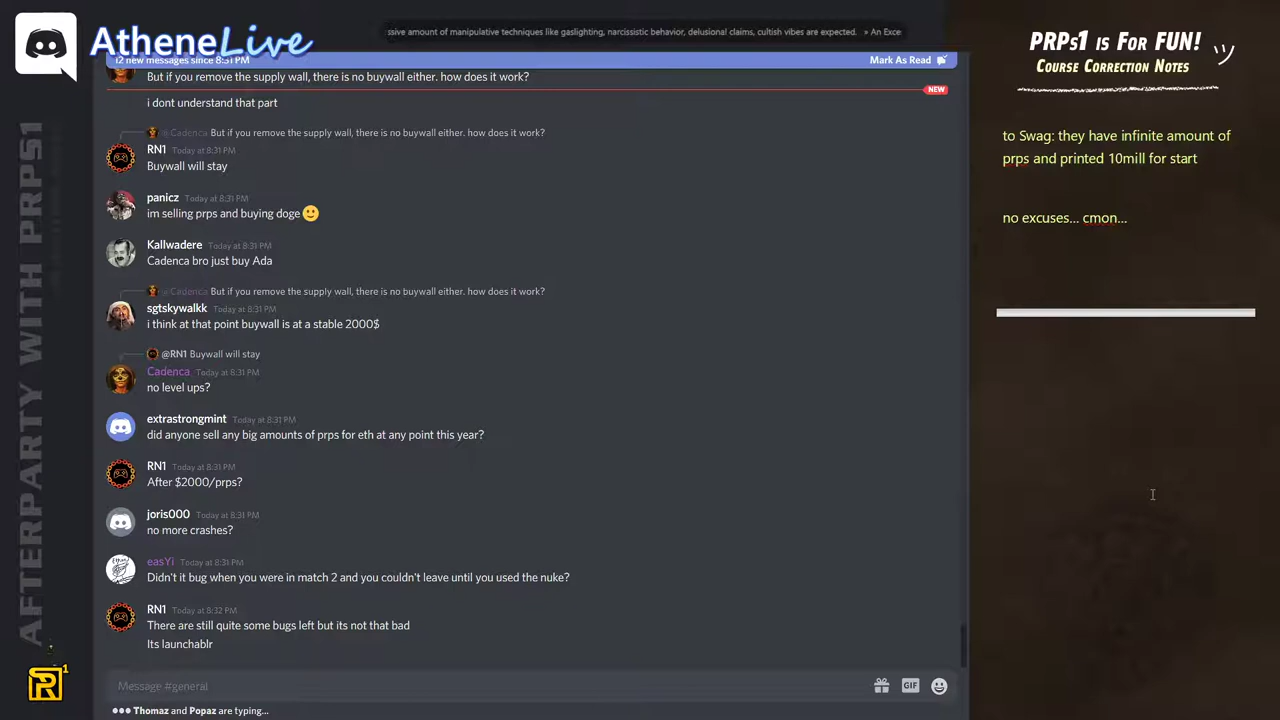 AtheneLive
ssive amount of manipulative techniques like gaslighting, narcissistic behavior, delusional claims, cultish vibes are expected. » An Exce
12 new messages since 8:31 PM
Mark As Read
But if you remove the supply wall, there is no buywall either. how does it work?
NEW
i dont understand that part
Cadenca But if you remove the supply wall, there is no buywall either. how does it work?
RN1 Today at 8:31 PM
Buywall will stay
panicz Today at 8:31 PM
im selling prps and buying doge
Kallwadere Today at 8:31 PM
Cadenca bro just buy Ada
Cadenca But if you remove the supply wall, there is no buywall either. how does it work?
sgtskywalkk Today at 8:31 PM
i think at that point buywall is at a stable 2000$
@RN1 Buywall will stay
Cadenca Today at 8:31 PM
no level ups?
extrastrongmint Today at 8:31 PM
did anyone sell any big amounts of prps for eth at any point this year?
RN1 Today at 8:31 PM
After $2000/prps?
joris000 Today at 8:31 PM
no more crashes?
easYi Today at 8:31 PM
Didn't it bug when you were in match 2 and you couldn't leave until you used the nuke?
RN1 Today at 8:32 PM
There are still quite some bugs left but its not that bad
Its launchablr
Message #general
GIF
Thomaz and Popaz are typing...
AFTERPARTY WITH PRPS1
R1
PRPs1 is For FUN!
Course Correction Notes
to Swag: they have infinite amount of
prps and printed 10mill for start
no excuses... cmon...